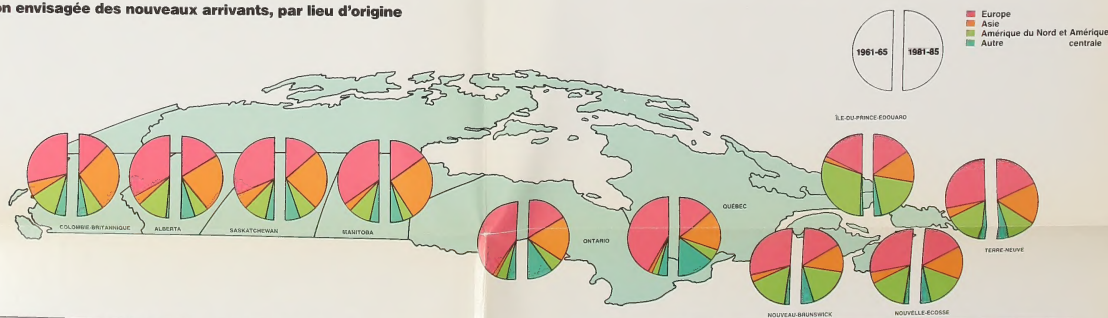 on envisagée des nouveaux arrivants, par lieu d'origine
Europe
Asie
Amérique du Nord et Amérique
centrale
Autre
1961-65
1981-85
ÎLE-DU-PRINCE-ÉDOUARD
COLOMBIE-BRITANNIQUE
ALBERTA
SASKATCHEWAN
MANITOBA
ONTARIO
QUÉBEC
TERRE-NEUVE
NOUVEAU-BRUNSWICK
NOUVELLE-ÉCOSSE